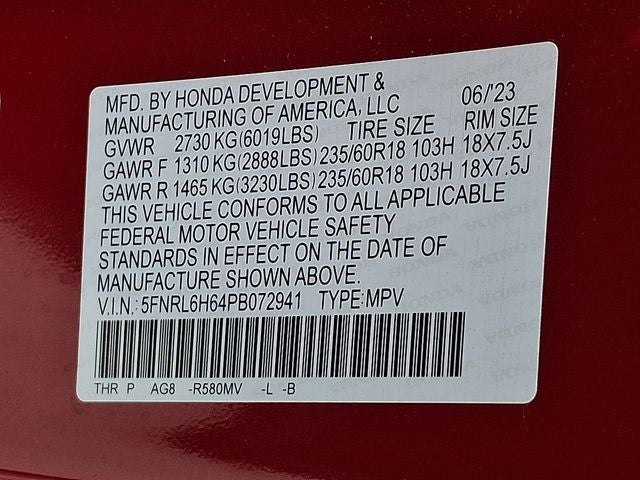 MFD. BY HONDA DEVELOPMENT &
MANUFACTURING OF AMERICA, LLC 06/'23
GVWR 2730 KG(6019LBS) TIRE SIZE RIM SIZE
GAWR F 1310 KG(2888LBS) 235/60R18 103H 18X7.5J
GAWR R 1465 KG(3230LBS) 235/60R18 103H 18X7.5J
THIS VEHICLE CONFORMS TO ALL APPLICABLE
FEDERAL MOTOR VEHICLE SAFETY
STANDARDS IN EFFECT ON THE DATE OF
MANUFACTURE SHOWN ABOVE.
V.I.N.: 5FNRL6H64PB072941 TYPE:MPV
THR P AG8 -R580MV -L -B